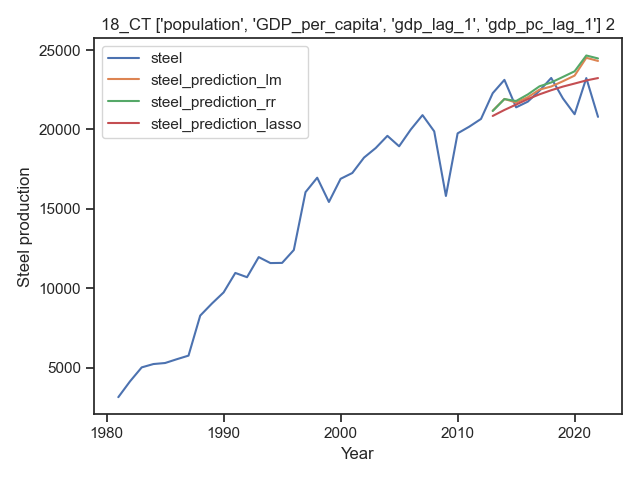 18_CT ['population', 'GDP_per_capita', 'gdp_lag_1', 'gdp_pc_lag_1'] 2
25000
20000
15000
10000
5000
steel
steel_prediction_lm
steel_prediction_rr
steel_prediction_lasso
Steel production
1980 1990 2000 2010 2020
Year